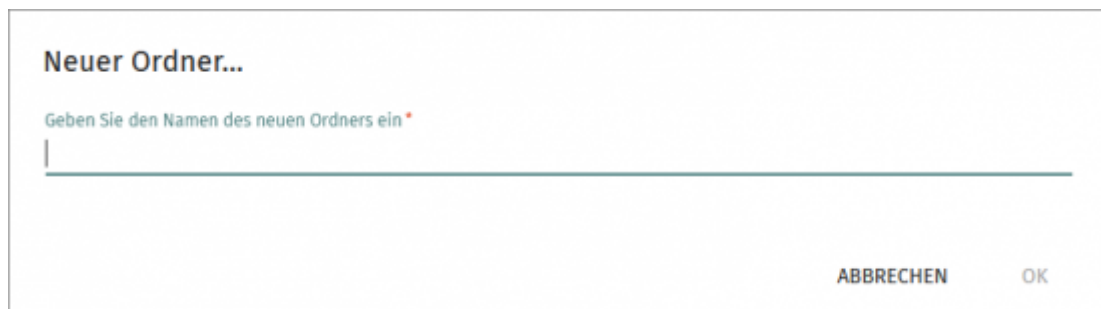 Neuer Ordner...
Geben Sie den Namen des neuen Ordners ein*
ABBRECHEN OK